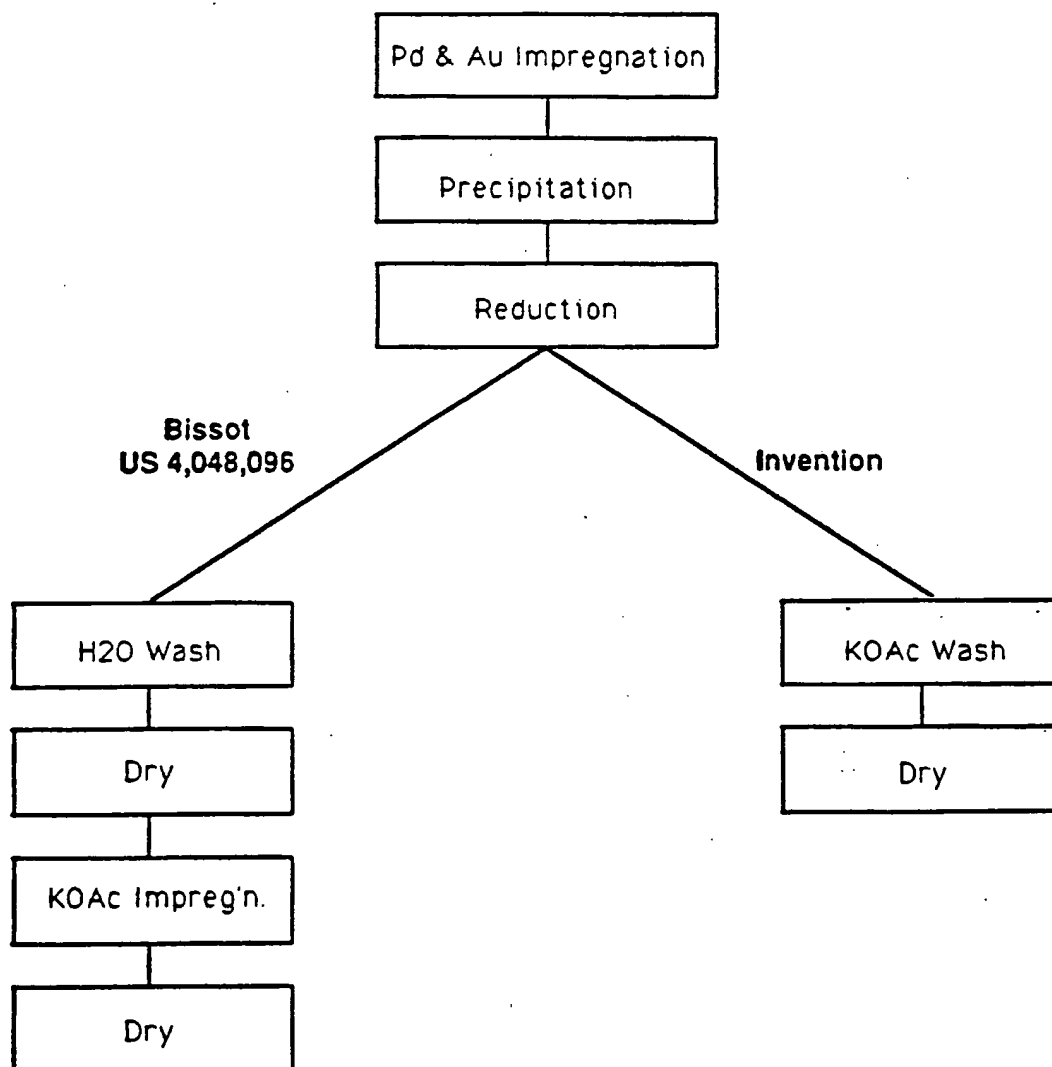 Pd & Au Impregnation
Precipitation
Reduction
Bissot
US 4,048,096
Invention
H2O Wash
Dry
KOAc Impreg'n.
Dry
KOAc Wash
Dry